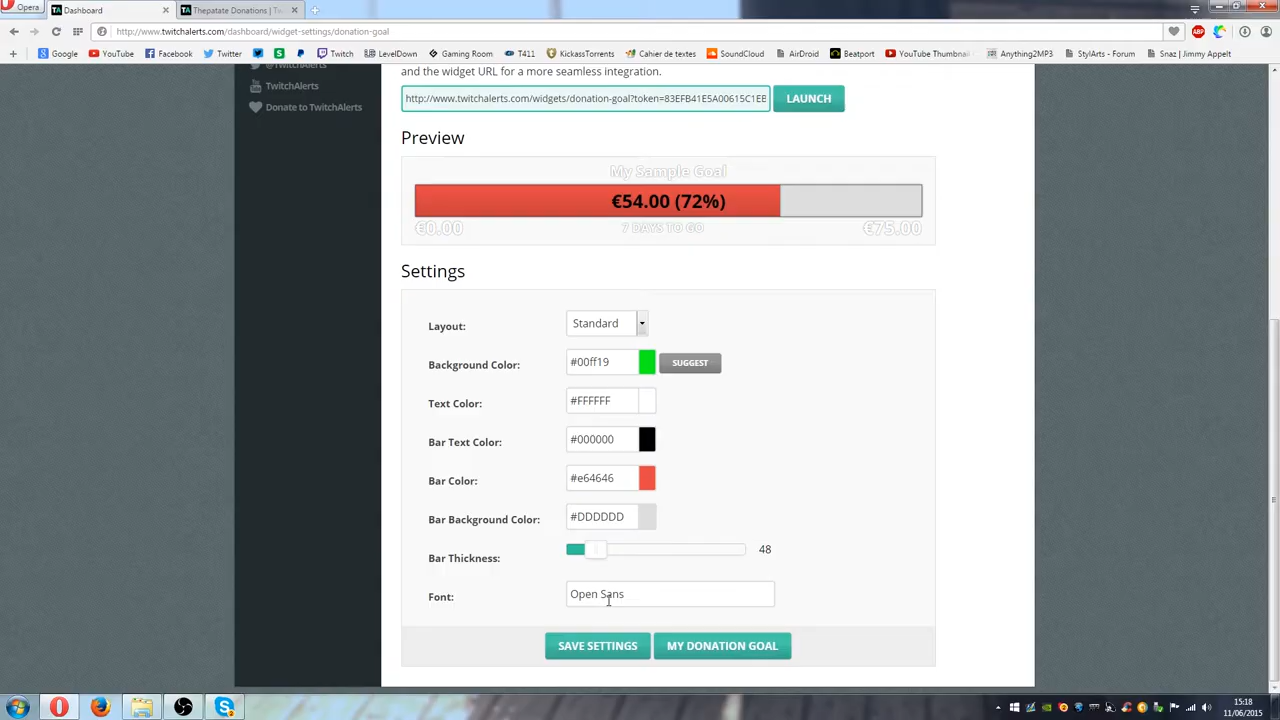 Opera
Dashboard
Thepatate Donations | Tw
http://www.twitchalerts.com/dashboard/widget-settings/donation-goal
Google YouTube Facebook Twitter Twitch LevelDown Gaming Room T411 KickassTorrents Cahier de textes SoundCloud AirDroid Beatport YouTube Thumbnail Anything2MP3 StylArts - Forum Snaz | Jimmy Appelt
@TwitchAlerts
TwitchAlerts
Donate to TwitchAlerts
and the widget URL for a more seamless integration.
http://www.twitchalerts.com/widgets/donation-goal?token=83EFB41E5A00615C1EB
LAUNCH
Preview
My Sample Goal
€54.00 (72%)
€0.00 7 DAYS TO GO €75.00
Settings
Layout: Standard
Background Color: #00ff19 SUGGEST
Text Color: #FFFFFF
Bar Text Color: #000000
Bar Color: #e64646
Bar Background Color: #DDDDDD
Bar Thickness: 48
Font: Open Sans
SAVE SETTINGS MY DONATION GOAL
15:18
11/06/2015